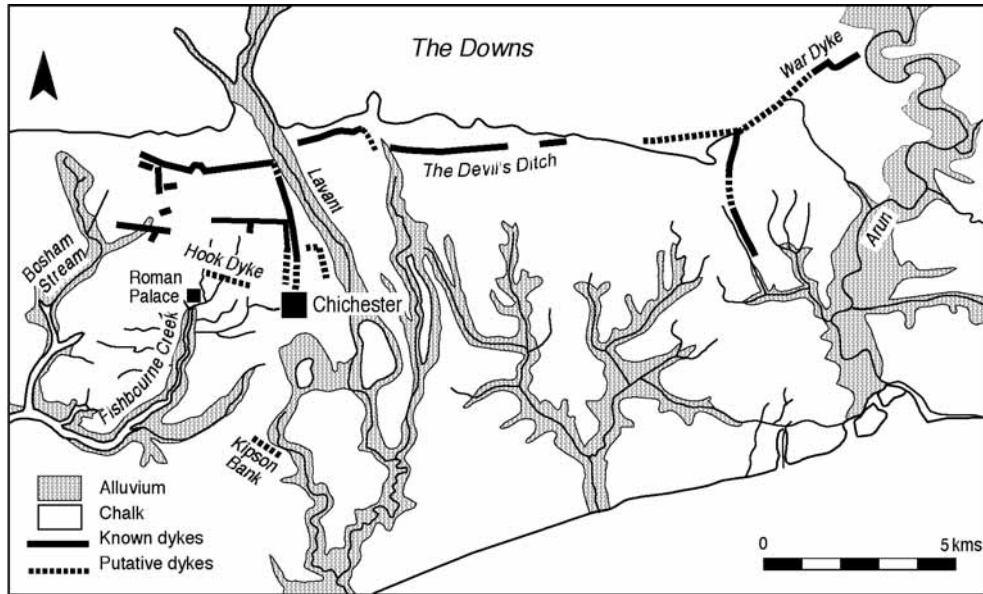 The Downs
War Dyke
The Devil's Ditch
Lavant
Arun
Bosham
Stream
Hook Dyke
Roman
Palace
Chichester
Fishbourne Creek
Kipson
Bank
Alluvium
Chalk
Known dykes
Putative dykes
0 5 kms